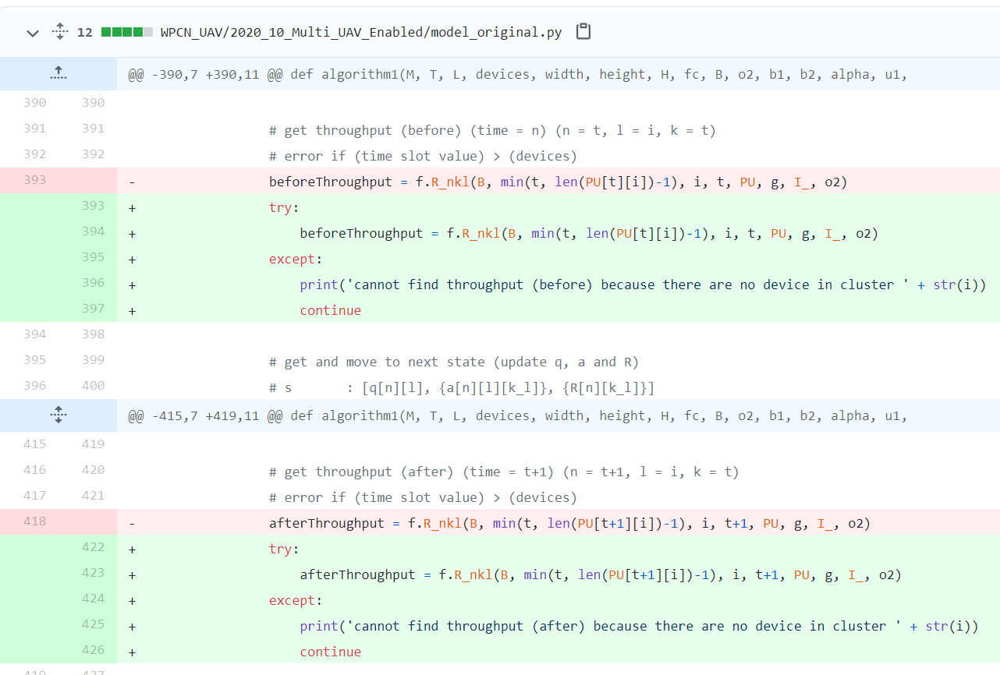 12 WPCN_UAV/2020_10_Multi_UAV_Enabled/model_original.py
@@ -390,7 +390,11 @@ def algorithm1(M, T, L, devices, width, height, H, fc, B, o2, b1, b2, alpha, u1,
390 390
391 391 # get throughput (before) (time = n) (n = t, l = i, k = t)
392 392 # error if (time slot value) > (devices)
393 - beforeThroughput = f.R_nkl(B, min(t, len(PU[t][i])-1), i, t, PU, g, I_, o2)
393 + try:
394 + beforeThroughput = f.R_nkl(B, min(t, len(PU[t][i])-1), i, t, PU, g, I_, o2)
395 + except:
396 + print('cannot find throughput (before) because there are no device in cluster ' + str(i))
397 + continue
394 398
395 399 # get and move to next state (update q, a and R)
396 400 # s : [q[n][l], {a[n][l][k_l]}, {R[n][k_l]}]
@@ -415,7 +419,11 @@ def algorithm1(M, T, L, devices, width, height, H, fc, B, o2, b1, b2, alpha, u1,
415 419
416 420 # get throughput (after) (time = t+1) (n = t+1, l = i, k = t)
417 421 # error if (time slot value) > (devices)
418 - afterThroughput = f.R_nkl(B, min(t, len(PU[t+1][i])-1), i, t+1, PU, g, I_, o2)
422 + try:
423 + afterThroughput = f.R_nkl(B, min(t, len(PU[t+1][i])-1), i, t+1, PU, g, I_, o2)
424 + except:
425 + print('cannot find throughput (after) because there are no device in cluster ' + str(i))
426 + continue
419 427